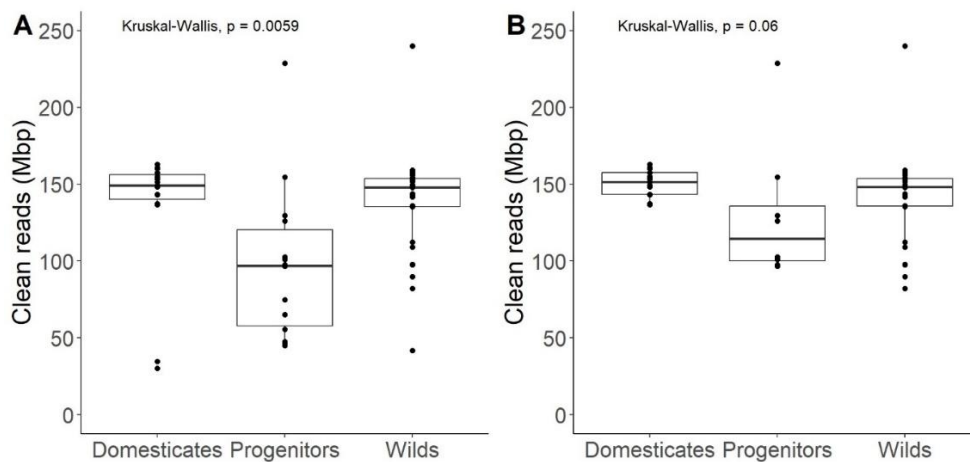 A
Kruskal-Wallis, p = 0.0059
Clean reads (Mbp)
250
200
150
100
50
0
Domesticates Progenitors Wilds
B
Kruskal-Wallis, p = 0.06
Clean reads (Mbp)
250
200
150
100
50
0
Domesticates Progenitors Wilds